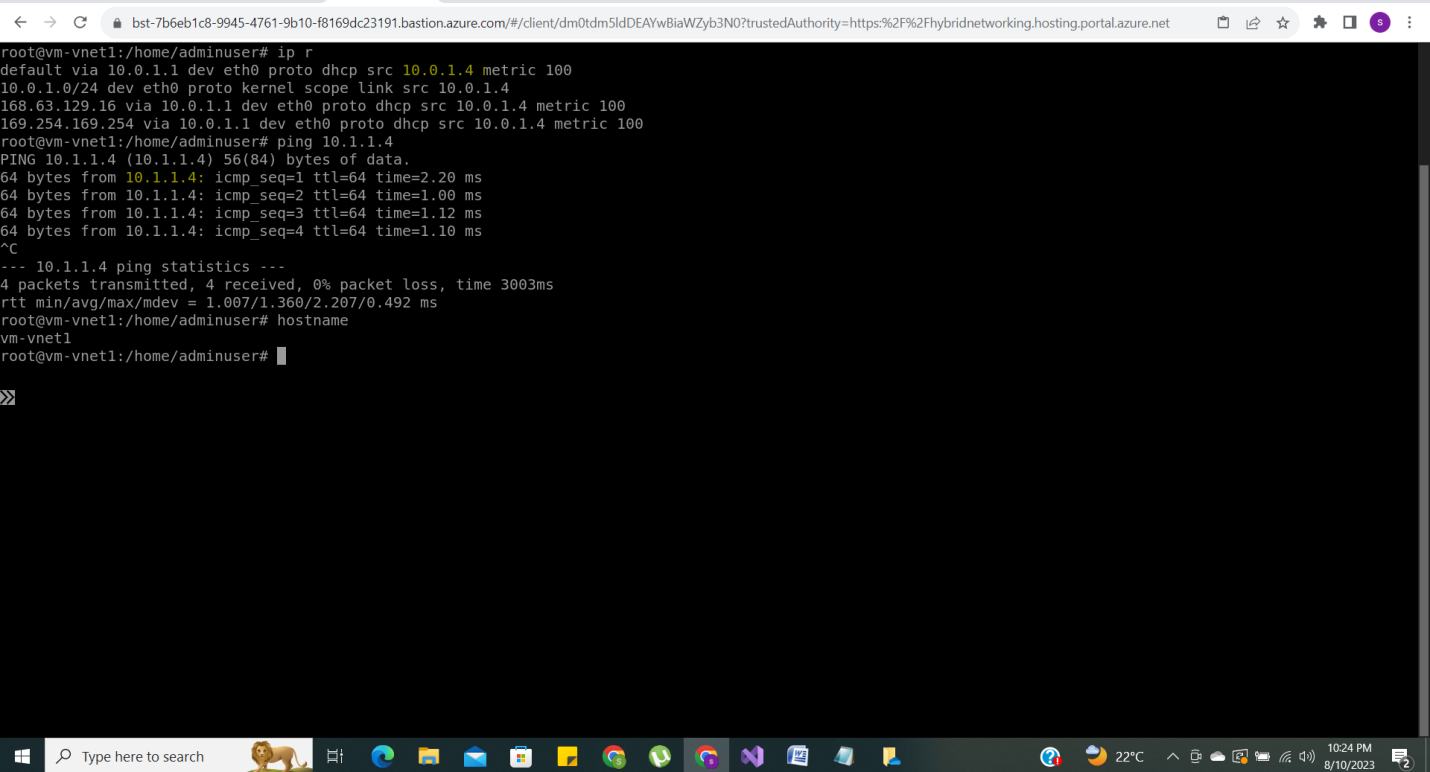 bst-7b6eb1c8-9945-4761-9b10-f8169dc23191.bastion.azure.com/#/client/dm0tdm5ldDEAYwBiaWZyb3N0?trustedAuthority=https:%2F%2Fhybridnetworking.hosting.portal.azure.net
S
root@vm-vnet1:/home/adminuser# ip r
default via 10.0.1.1 dev eth0 proto dhcp src 10.0.1.4 metric 100
10.0.1.0/24 dev eth0 proto kernel scope link src 10.0.1.4
168.63.129.16 via 10.0.1.1 dev eth0 proto dhcp src 10.0.1.4 metric 100
169.254.169.254 via 10.0.1.1 dev eth0 proto dhcp src 10.0.1.4 metric 100
root@vm-vnet1:/home/adminuser# ping 10.1.1.4
PING 10.1.1.4 (10.1.1.4) 56(84) bytes of data.
64 bytes from 10.1.1.4: icmp_seq=1 ttl=64 time=2.20 ms
64 bytes from 10.1.1.4: icmp_seq=2 ttl=64 time=1.00 ms
64 bytes from 10.1.1.4: icmp_seq=3 ttl=64 time=1.12 ms
64 bytes from 10.1.1.4: icmp_seq=4 ttl=64 time=1.10 ms
^C
--- 10.1.1.4 ping statistics ---
4 packets transmitted, 4 received, 0% packet loss, time 3003ms
rtt min/avg/max/mdev = 1.007/1.360/2.207/0.492 ms
root@vm-vnet1:/home/adminuser# hostname
vm-vnet1
root@vm-vnet1:/home/adminuser#
Type here to search
22°C
10:24 PM
8/10/2023
2